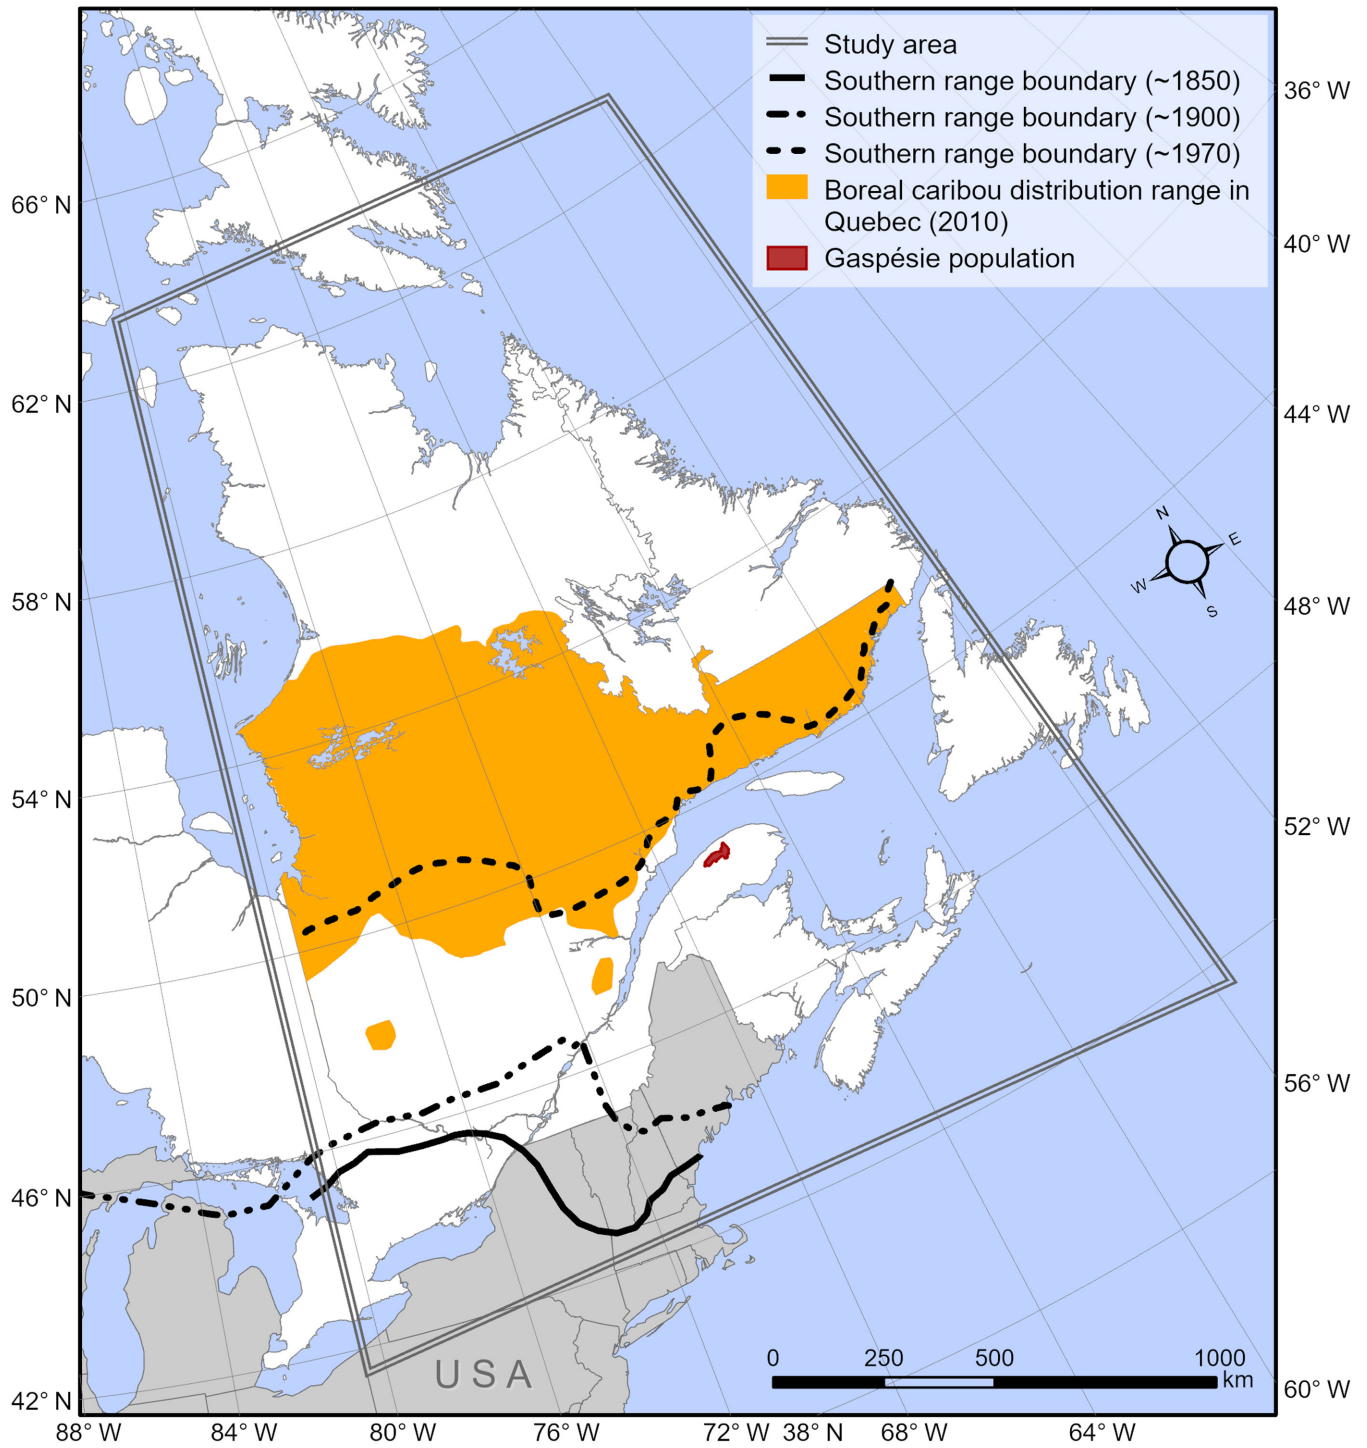 Study area
Southern range boundary (~1850)
Southern range boundary (~1900)
Southern range boundary (~1970)
Boreal caribou distribution range in
Quebec (2010)
Gaspésie population
66° N
62° N
58° N
54° N
50° N
46° N
42° N
36° W
40° W
44° W
48° W
52° W
56° W
60° W
N
E
W
S
USA
0 250 500 1000
km
88° W 84° W 80° W 76° W 72° W 38° N 68° W 64° W